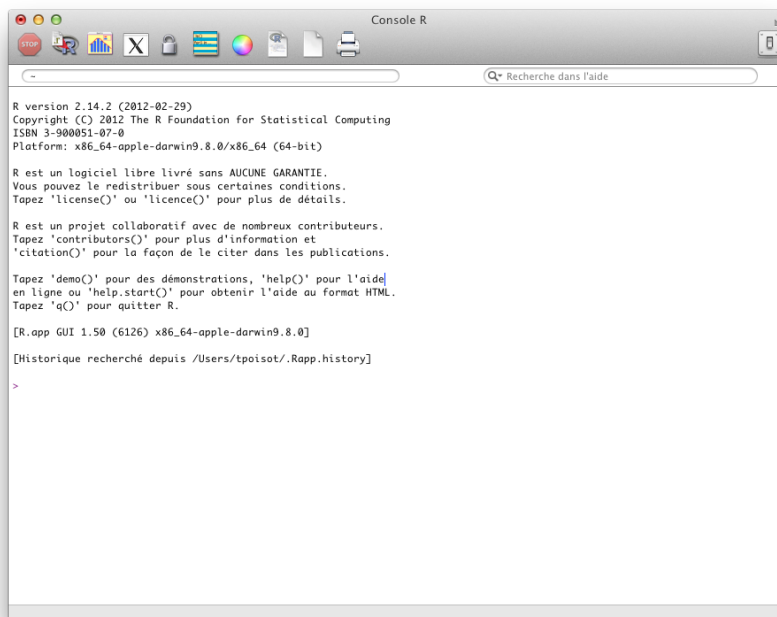 Console R
STOP
R
X
R
~
Recherche dans l'aide
R version 2.14.2 (2012-02-29)
Copyright (C) 2012 The R Foundation for Statistical Computing
ISBN 3-900051-07-0
Platform: x86_64-apple-darwin9.8.0/x86_64 (64-bit)
R est un logiciel libre livré sans AUCUNE GARANTIE.
Vous pouvez le redistribuer sous certaines conditions.
Tapez 'license()' ou 'licence()' pour plus de détails.
R est un projet collaboratif avec de nombreux contributeurs.
Tapez 'contributors()' pour plus d'information et
'citation()' pour la façon de le citer dans les publications.
Tapez 'demo()' pour des démonstrations, 'help()' pour l'aide
en ligne ou 'help.start()' pour obtenir l'aide au format HTML.
Tapez 'q()' pour quitter R.
[R.app GUI 1.50 (6126) x86_64-apple-darwin9.8.0]
[Historique recherché depuis /Users/tpoisot/.Rapp.history]
>